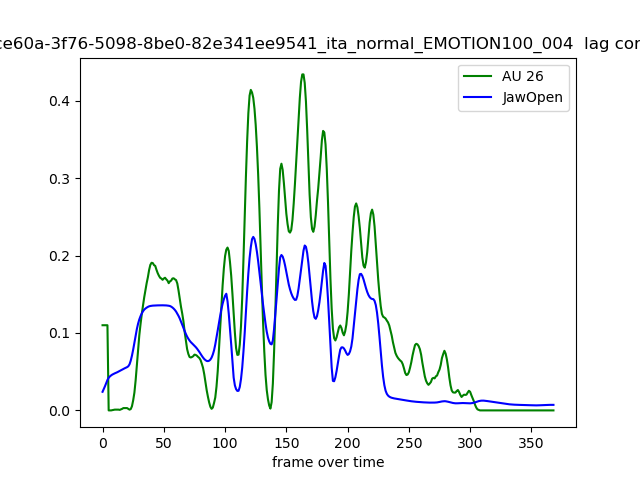 ce60a-3f76-5098-8be0-82e341ee9541_ita_normal_EMOTION100_004 lag cor
AU 26
JawOpen
0.4
0.3
0.2
0.1
0.0
0 50 100 150 200 250 300 350
frame over time